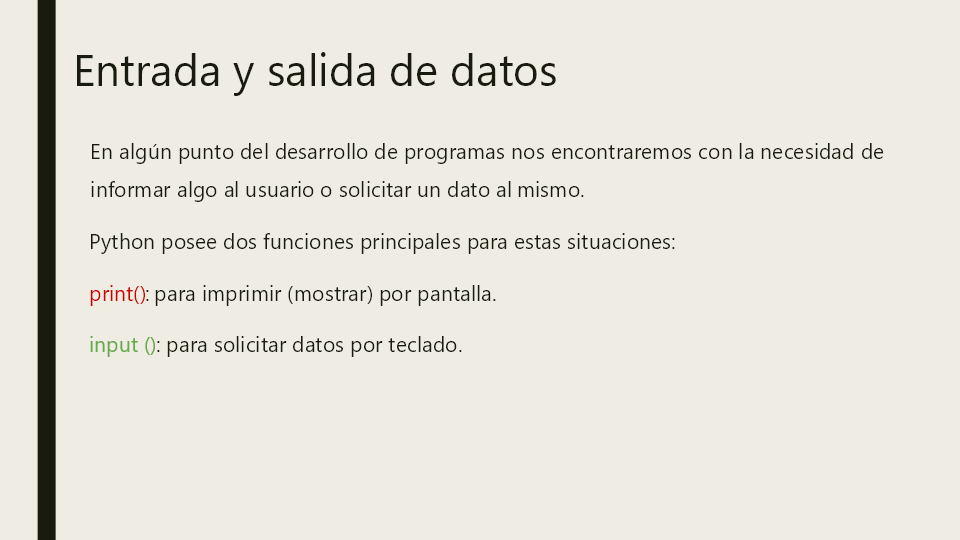 Entrada y salida de datos
En algún punto del desarrollo de programas nos encontraremos con la necesidad de
informar algo al usuario o solicitar un dato al mismo.
Python posee dos funciones principales para estas situaciones:
print(): para imprimir (mostrar) por pantalla.
input (): para solicitar datos por teclado.